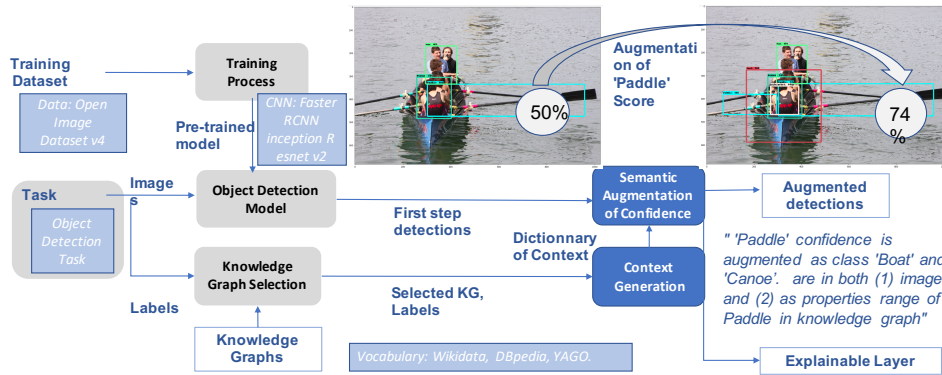 Training
Dataset
Data: Open
Image
Dataset v4
Training
Process
Pre-trained
model
CNN: Faster
RCNN
inception R
esnet v2
50%
Augmentati
on of
'Paddle'
Score
74
%
Task
Object
Detection
Task
Image
s
Object Detection
Model
First step
detections
Semantic
Augmentation
of Confidence
Augmented
detections
Labels
Knowledge
Graph Selection
Selected KG,
Labels
Dictionnary
of Context
Context
Generation
" 'Paddle' confidence is
augmented as class 'Boat' and
'Canoe'. are in both (1) image
and (2) as properties range of
Paddle in knowledge graph"
Knowledge
Graphs
Vocabulary: Wikidata, DBpedia, YAGO.
Explainable Layer